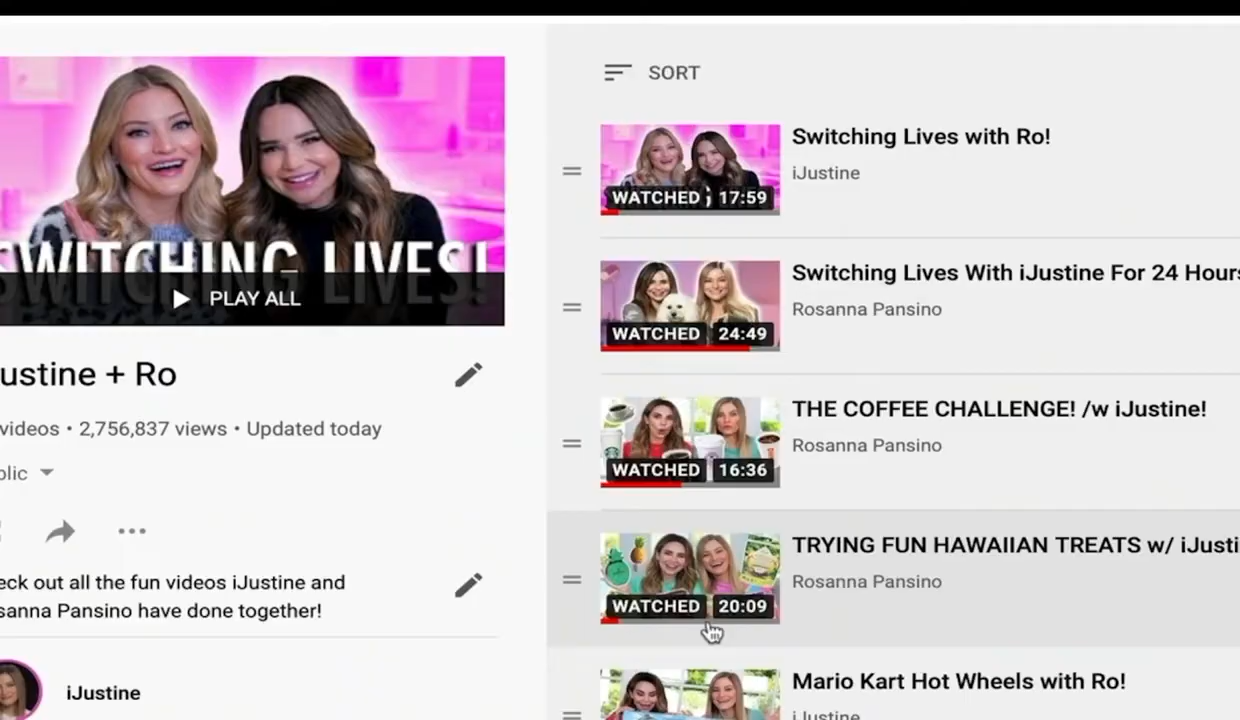 SWITCHING LIVES!
PLAY ALL
ustine + Ro
videos • 2,756,837 views • Updated today
blic
eck out all the fun videos iJustine and
sanna Pansino have done together!
iJustine
SORT
Switching Lives with Ro!
iJustine
WATCHED 17:59
Switching Lives With iJustine For 24 Hours
Rosanna Pansino
WATCHED 24:49
THE COFFEE CHALLENGE! /w iJustine!
Rosanna Pansino
WATCHED 16:36
TRYING FUN HAWAIIAN TREATS w/ iJusti
Rosanna Pansino
WATCHED 20:09
Mario Kart Hot Wheels with Ro!
iJustine